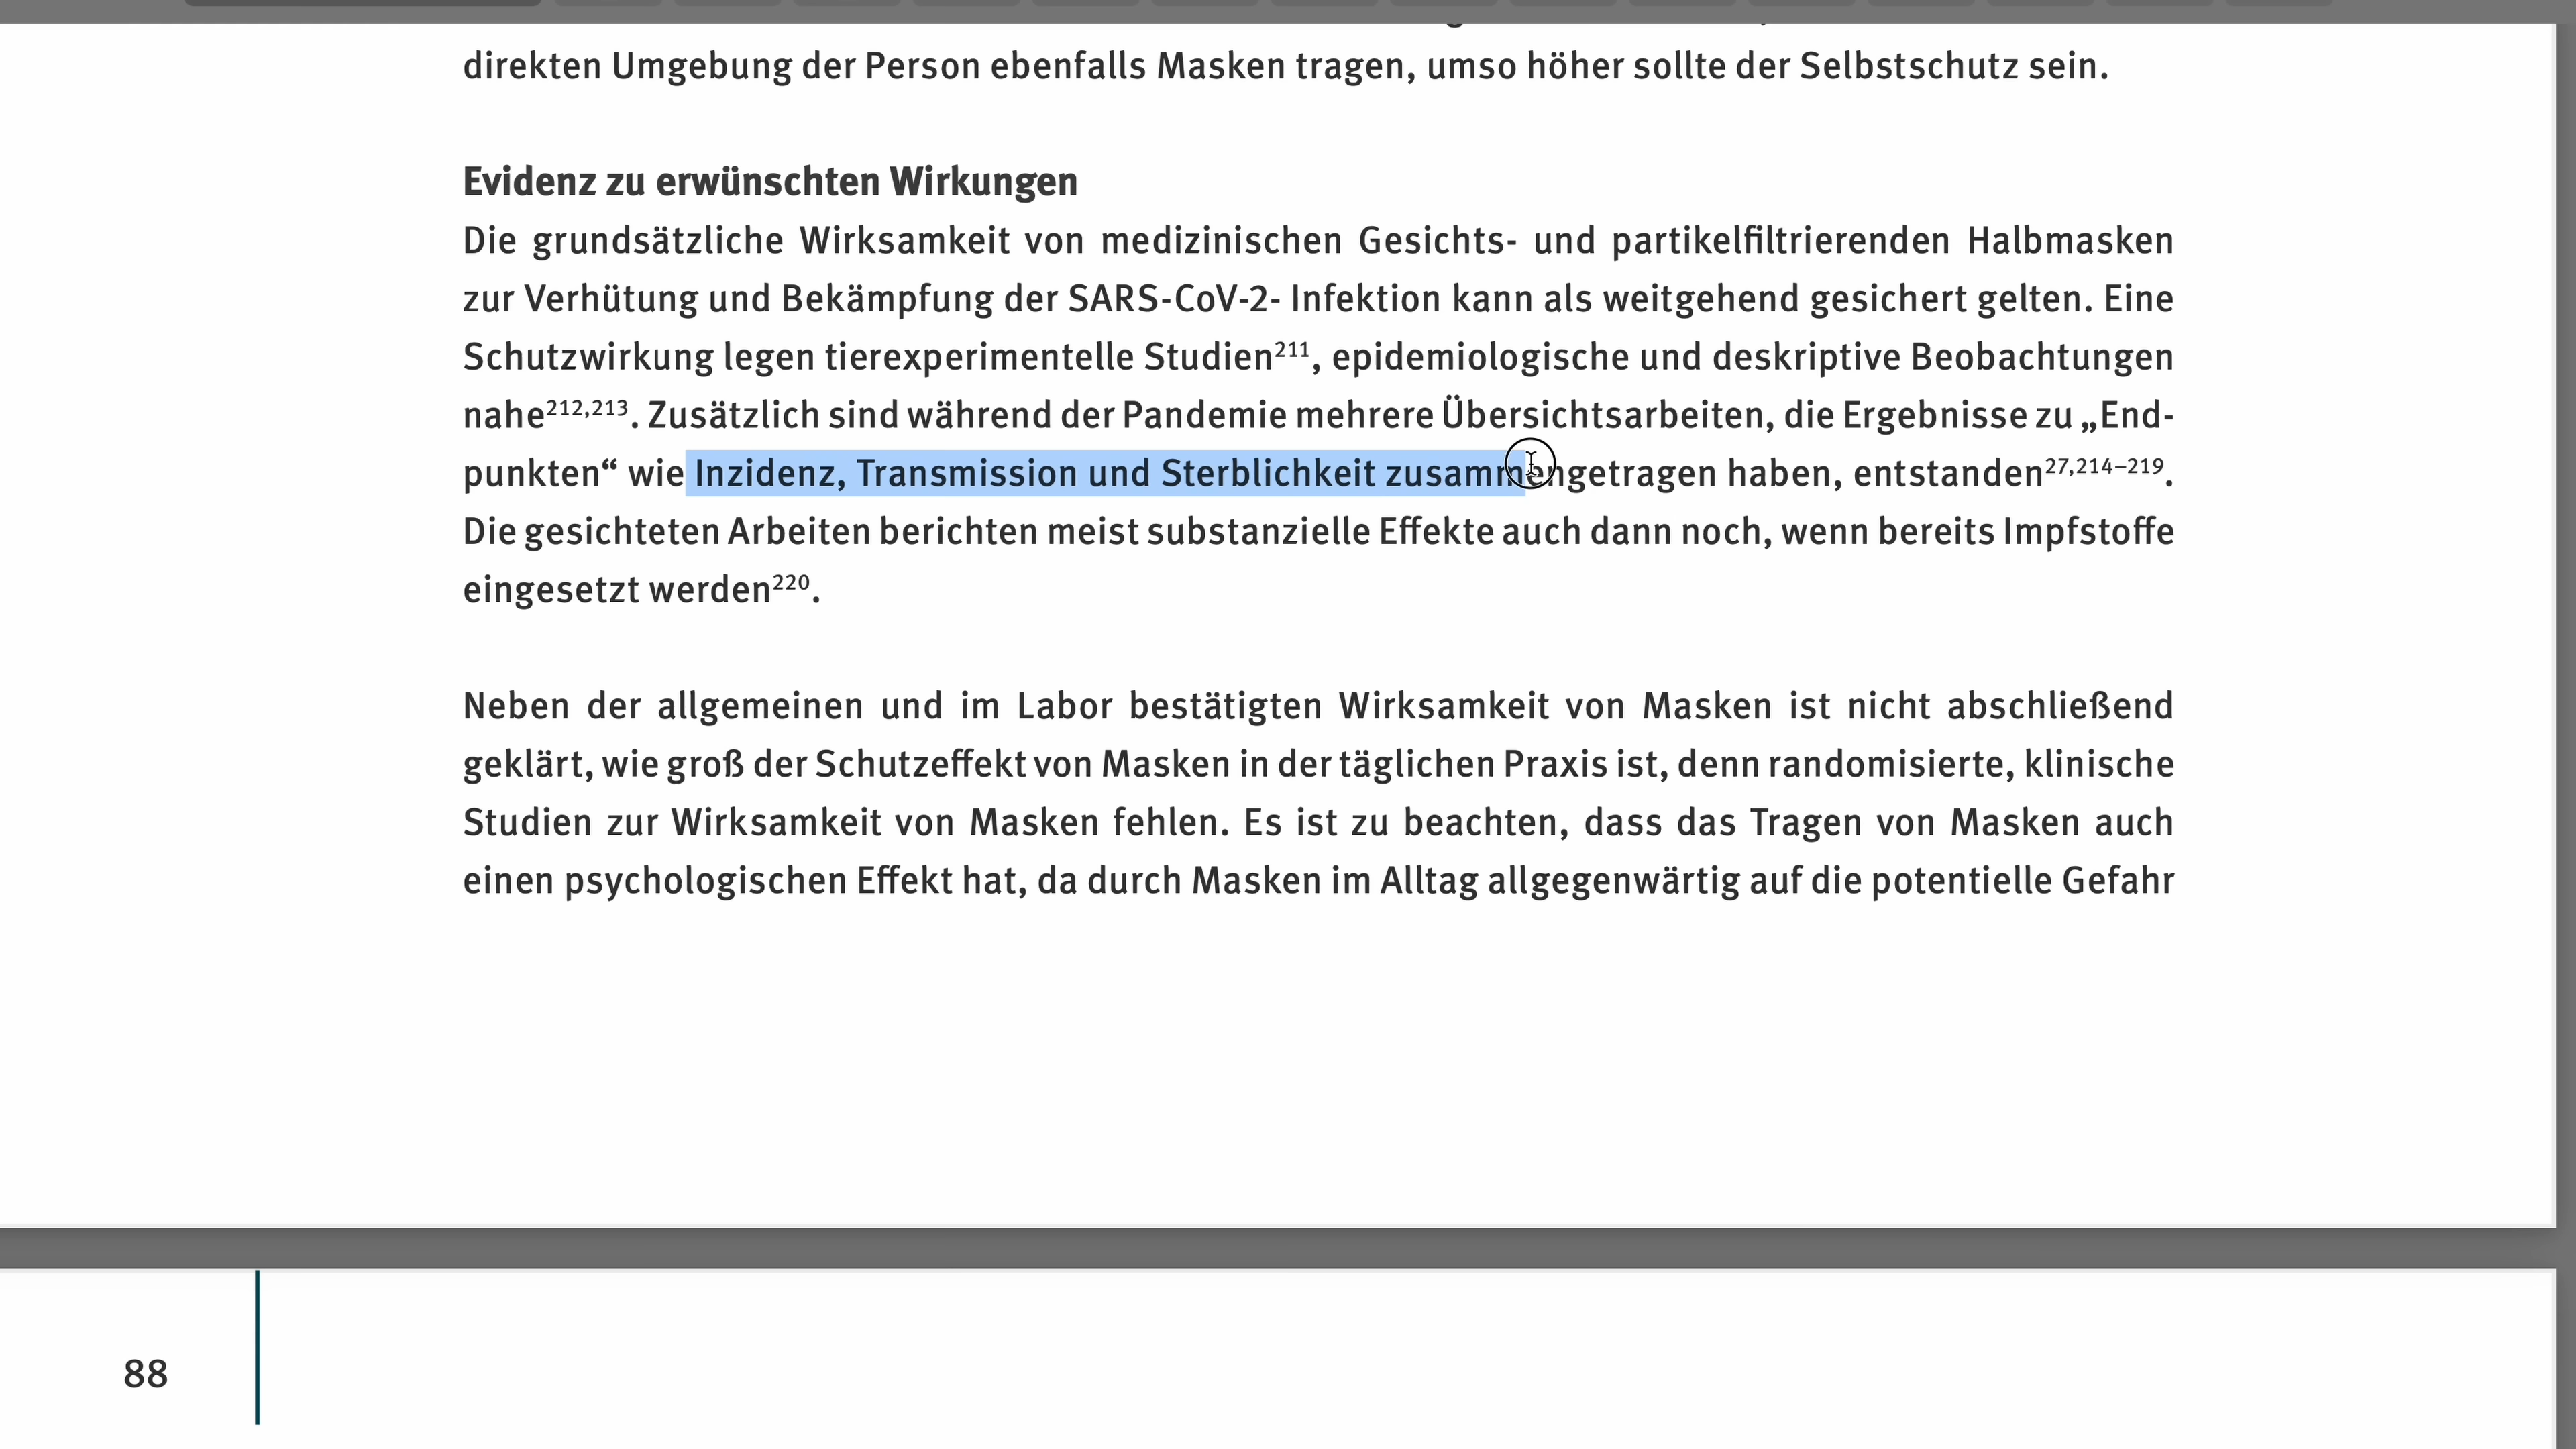 direkten Umgebung der Person ebenfalls Masken tragen, umso höher sollte der Selbstschutz sein.
Evidenz zu erwünschten Wirkungen
Die grundsätzliche Wirksamkeit von medizinischen Gesichts- und partikelfiltrierenden Halbmasken
zur Verhütung und Bekämpfung der SARS-CoV-2- Infektion kann als weitgehend gesichert gelten. Eine
Schutzwirkung legen tierexperimentelle Studien²¹¹, epidemiologische und deskriptive Beobachtungen
nahe²¹²,²¹³. Zusätzlich sind während der Pandemie mehrere Übersichtsarbeiten, die Ergebnisse zu „End-
punkten“ wie Inzidenz, Transmission und Sterblichkeit zusammengetragen haben, entstanden²⁷,²¹⁴⁻²¹⁹.
Die gesichteten Arbeiten berichten meist substanzielle Effekte auch dann noch, wenn bereits Impfstoffe
eingesetzt werden²²⁰.
Neben der allgemeinen und im Labor bestätigten Wirksamkeit von Masken ist nicht abschließend
geklärt, wie groß der Schutzeffekt von Masken in der täglichen Praxis ist, denn randomisierte, klinische
Studien zur Wirksamkeit von Masken fehlen. Es ist zu beachten, dass das Tragen von Masken auch
einen psychologischen Effekt hat, da durch Masken im Alltag allgegenwärtig auf die potentielle Gefahr
88